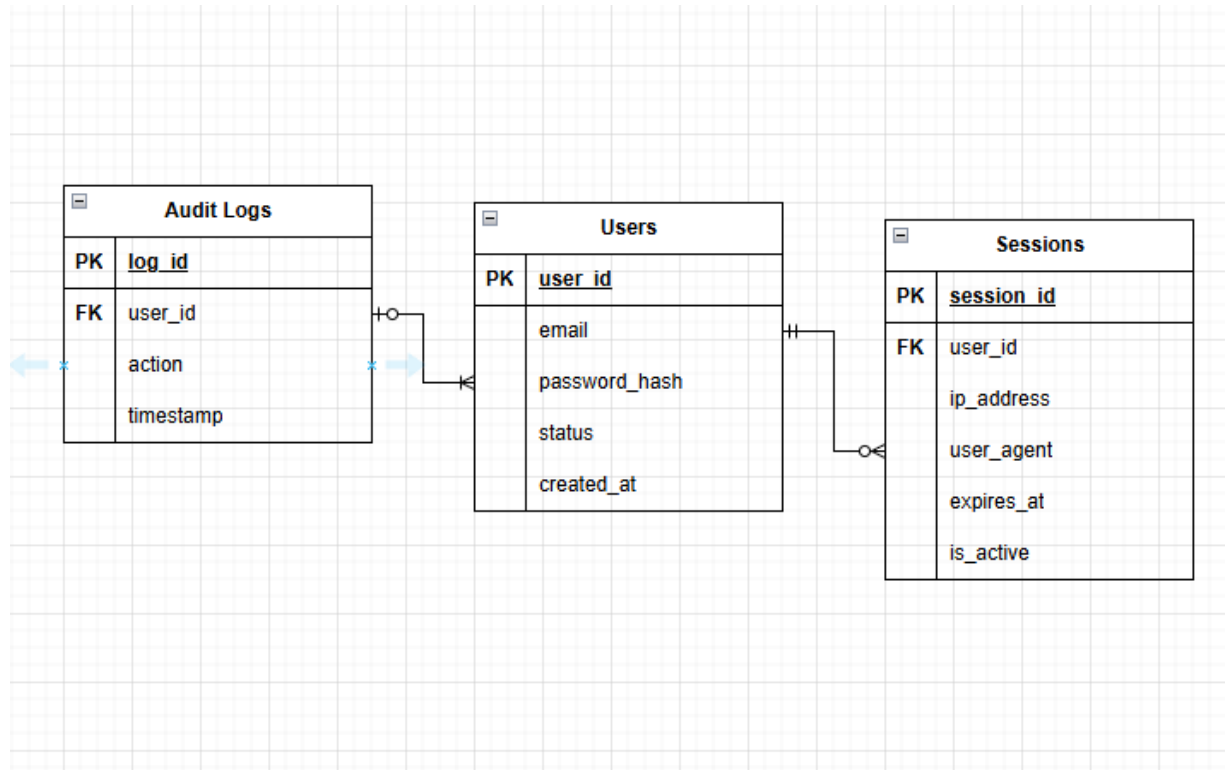 Audit Logs
PK log_id
FK user_id
action
timestamp
Users
PK user_id
email
password_hash
status
created_at
Sessions
PK session_id
FK user_id
ip_address
user_agent
expires_at
is_active